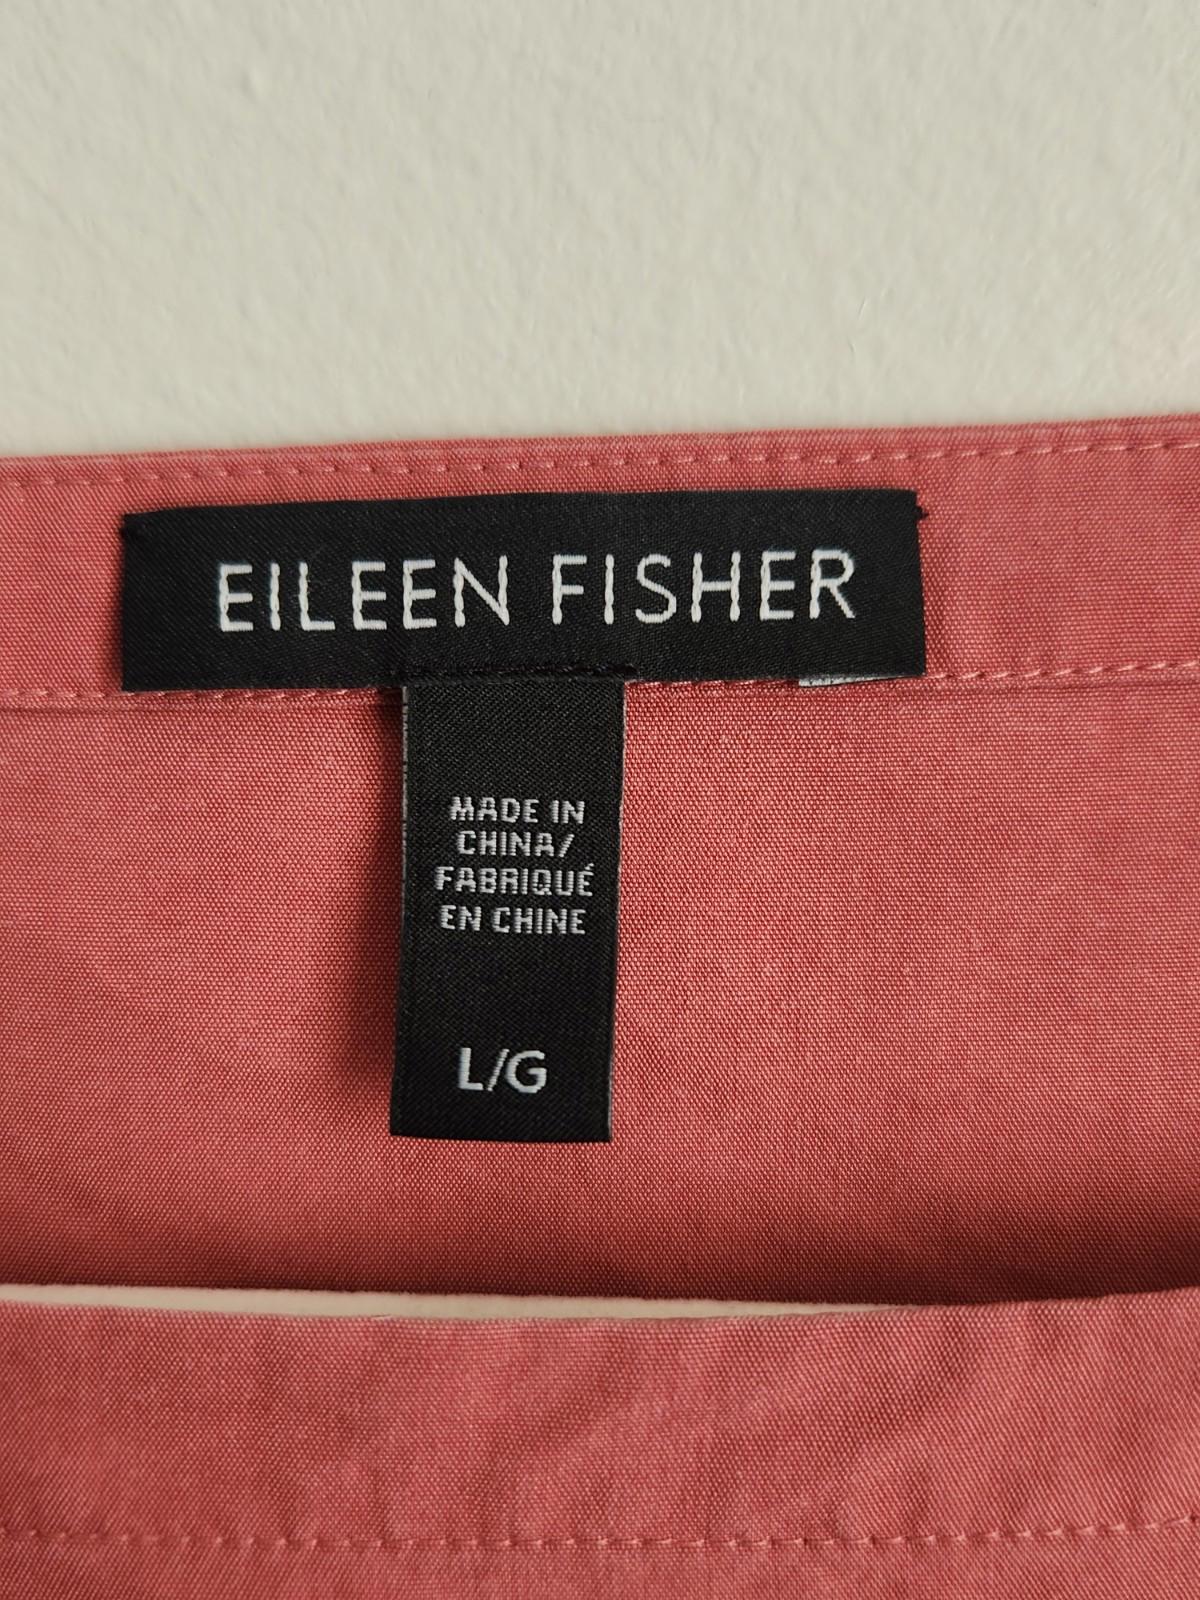 EILEEN FISHER
MADE IN
CHINA/
FABRIQUÉ
EN CHINE
L/G